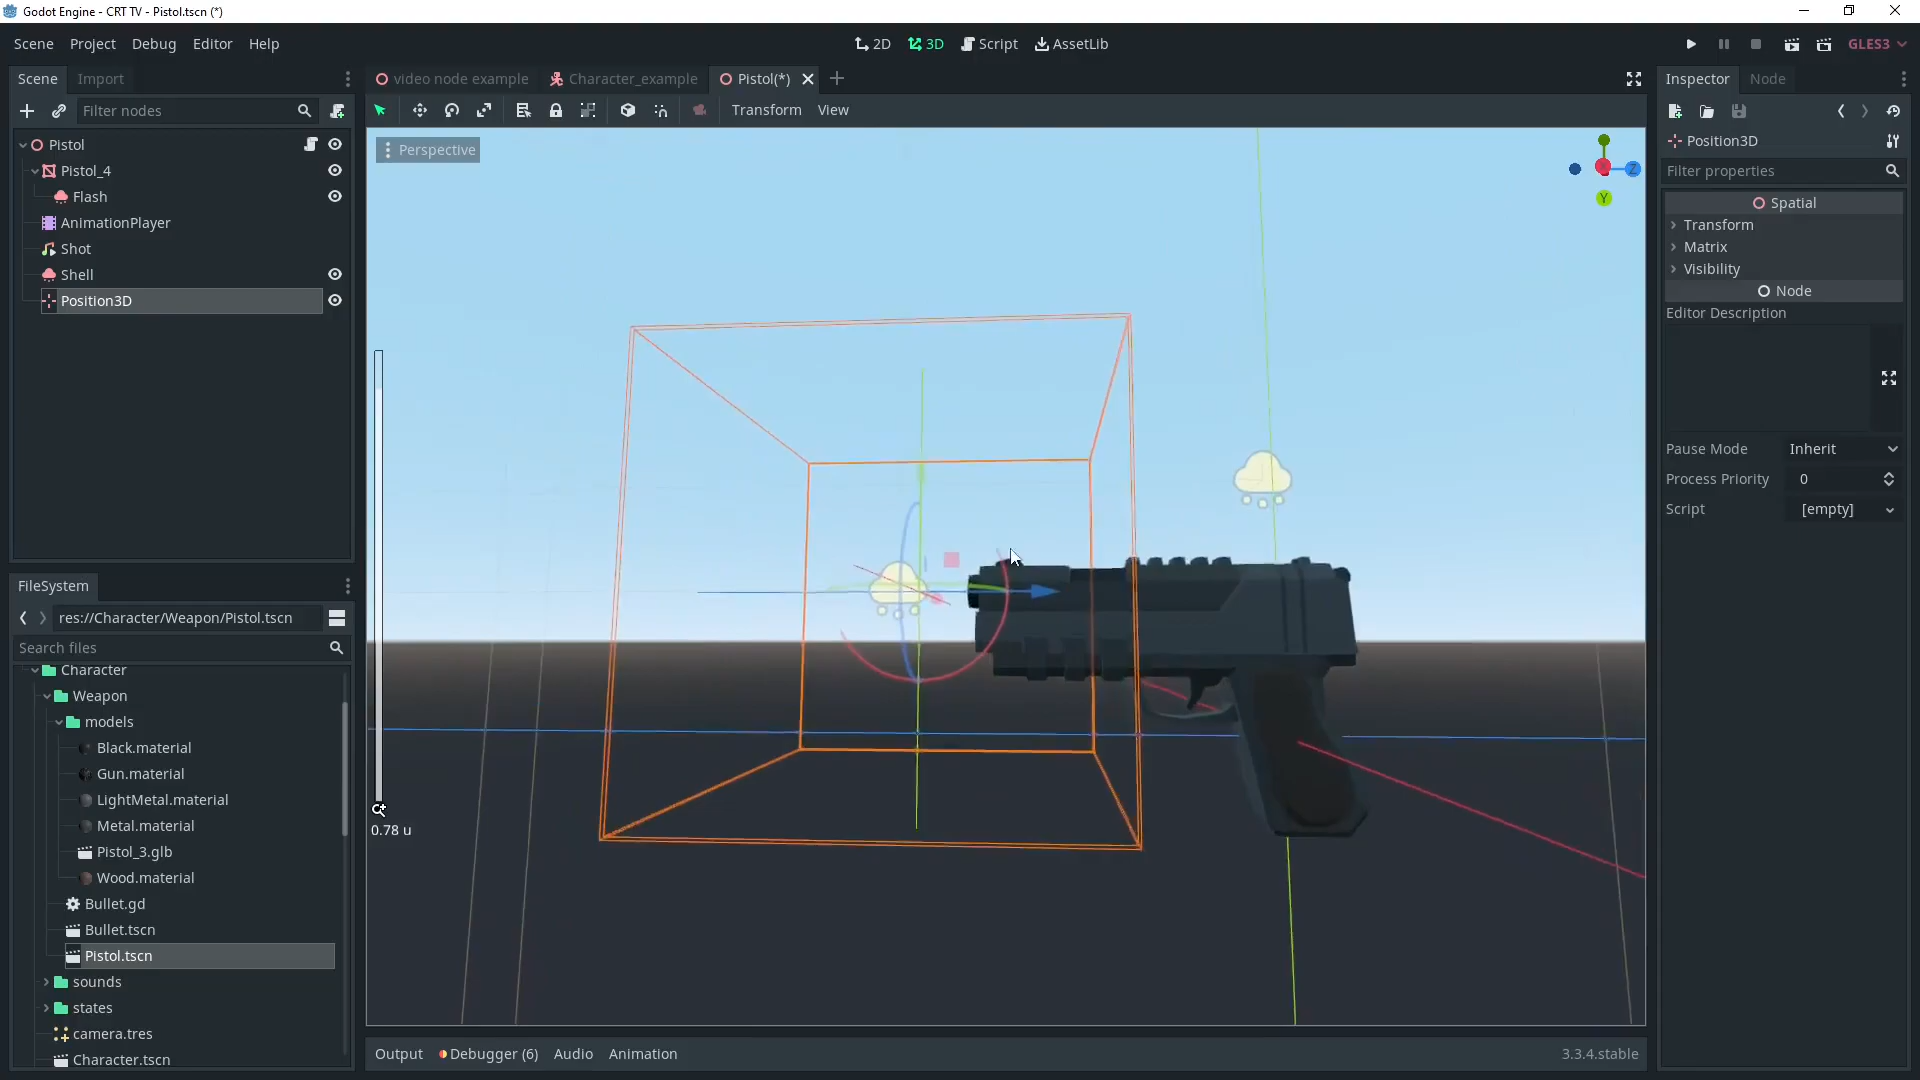 Godot Engine - CRT TV - Pistol.tscn (*)
Scene Project Debug Editor Help
2D 3D Script AssetLib
GLES3
Scene Import
video node example Character_example Pistol(*)
Inspector Node
Filter nodes
Transform View
Pistol
Perspective
Position3D
Pistol_4
Filter properties
Flash
Y
Z
Spatial
AnimationPlayer
Transform
Shot
Matrix
Shell
Visibility
Position3D
Node
Editor Description
Pause Mode Inherit
Process Priority 0
Script [empty]
FileSystem
res://Character/Weapon/Pistol.tscn
Search files
Character
Weapon
models
Black.material
Gun.material
LightMetal.material
Metal.material
0.78 u
Pistol_3.glb
Wood.material
Bullet.gd
Bullet.tscn
Pistol.tscn
sounds
states
camera.tres
Character.tscn
Output Debugger (6) Audio Animation
3.3.4.stable